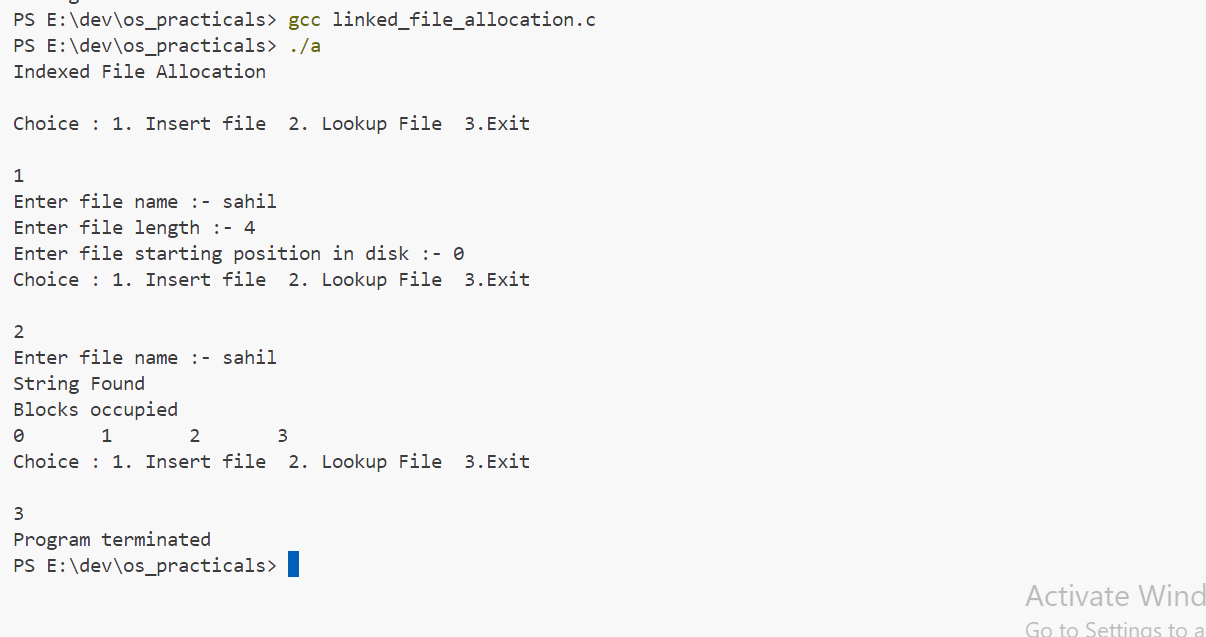 PS E:\dev\os_practicals> gcc linked_file_allocation.c
PS E:\dev\os_practicals> ./a
Indexed File Allocation
Choice : 1. Insert file  2. Lookup File  3.Exit
1
Enter file name :- sahil
Enter file length :- 4
Enter file starting position in disk :- 0
Choice : 1. Insert file  2. Lookup File  3.Exit
2
Enter file name :- sahil
String Found
Blocks occupied
0       1       2       3
Choice : 1. Insert file  2. Lookup File  3.Exit
3
Program terminated
PS E:\dev\os_practicals>
Activate Wind
Go to Settings to a